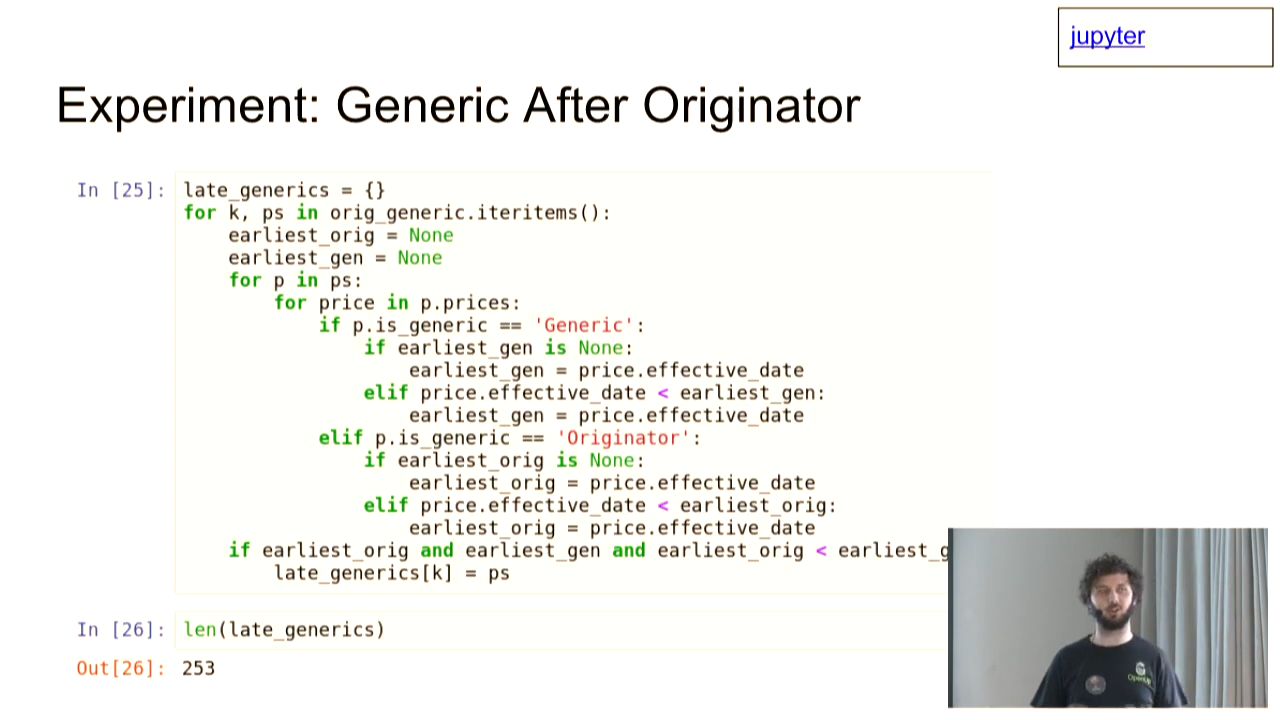 jupyter
Experiment: Generic After Originator
In [25]: late_generics = {}
for k, ps in orig_generic.iteritems():
    earliest_orig = None
    earliest_gen = None
    for p in ps:
        for price in p.prices:
            if p.is_generic == 'Generic':
                if earliest_gen is None:
                    earliest_gen = price.effective_date
                elif price.effective_date < earliest_gen:
                    earliest_gen = price.effective_date
            elif p.is_generic == 'Originator':
                if earliest_orig is None:
                    earliest_orig = price.effective_date
                elif price.effective_date < earliest_orig:
                    earliest_orig = price.effective_date
    if earliest_orig and earliest_gen and earliest_orig < earliest_g
        late_generics[k] = ps
In [26]: len(late_generics)
Out[26]: 253